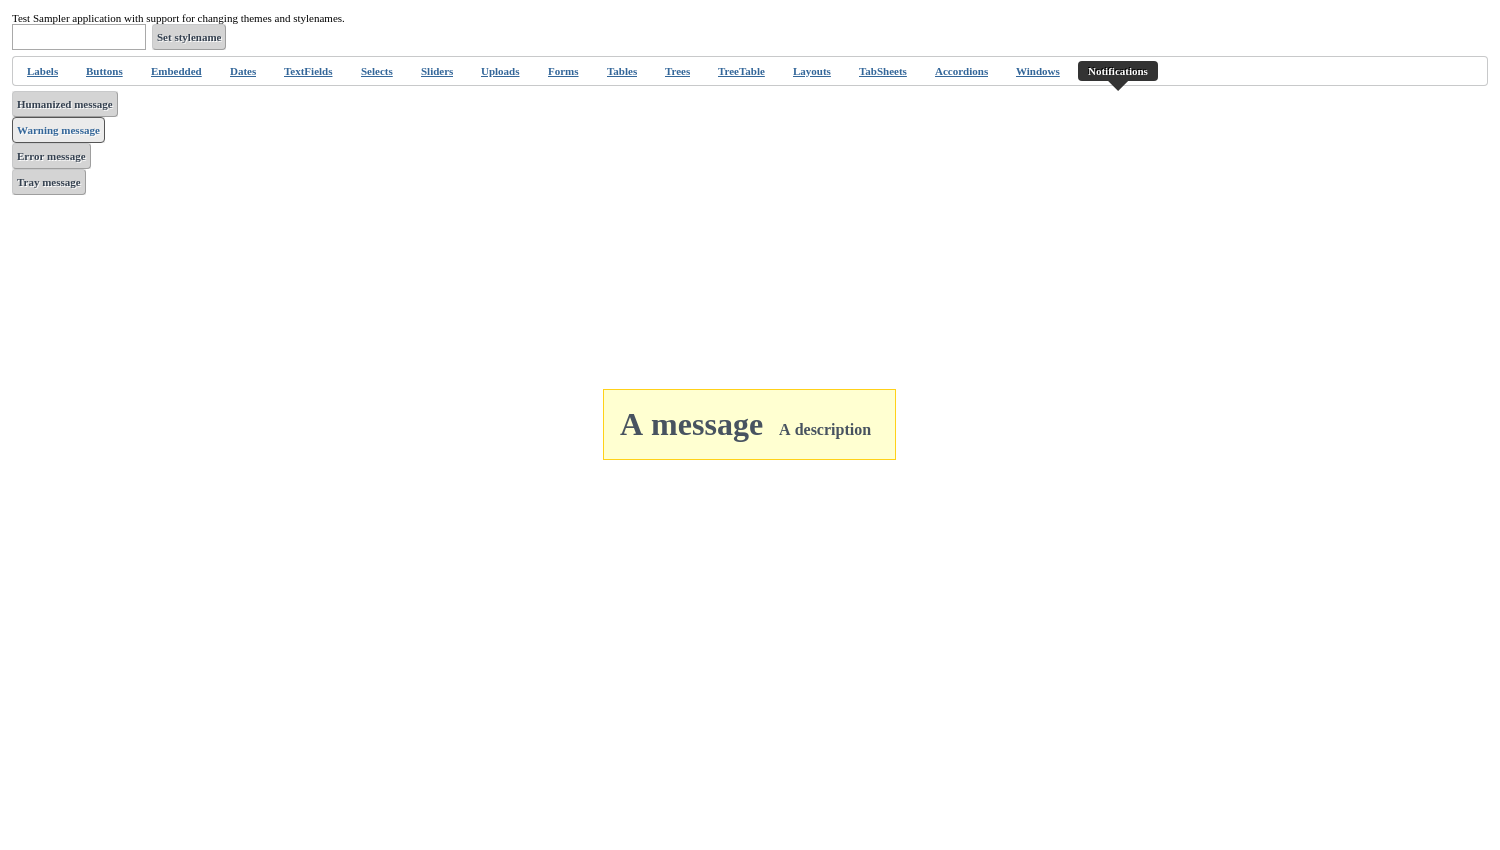 Test Sampler application with support for changing themes and stylenames.
Set stylename
Labels Buttons Embedded Dates TextFields Selects Sliders Uploads Forms Tables Trees TreeTable Layouts TabSheets Accordions Windows Notifications
Humanized message
Warning message
Error message
Tray message
A message A description